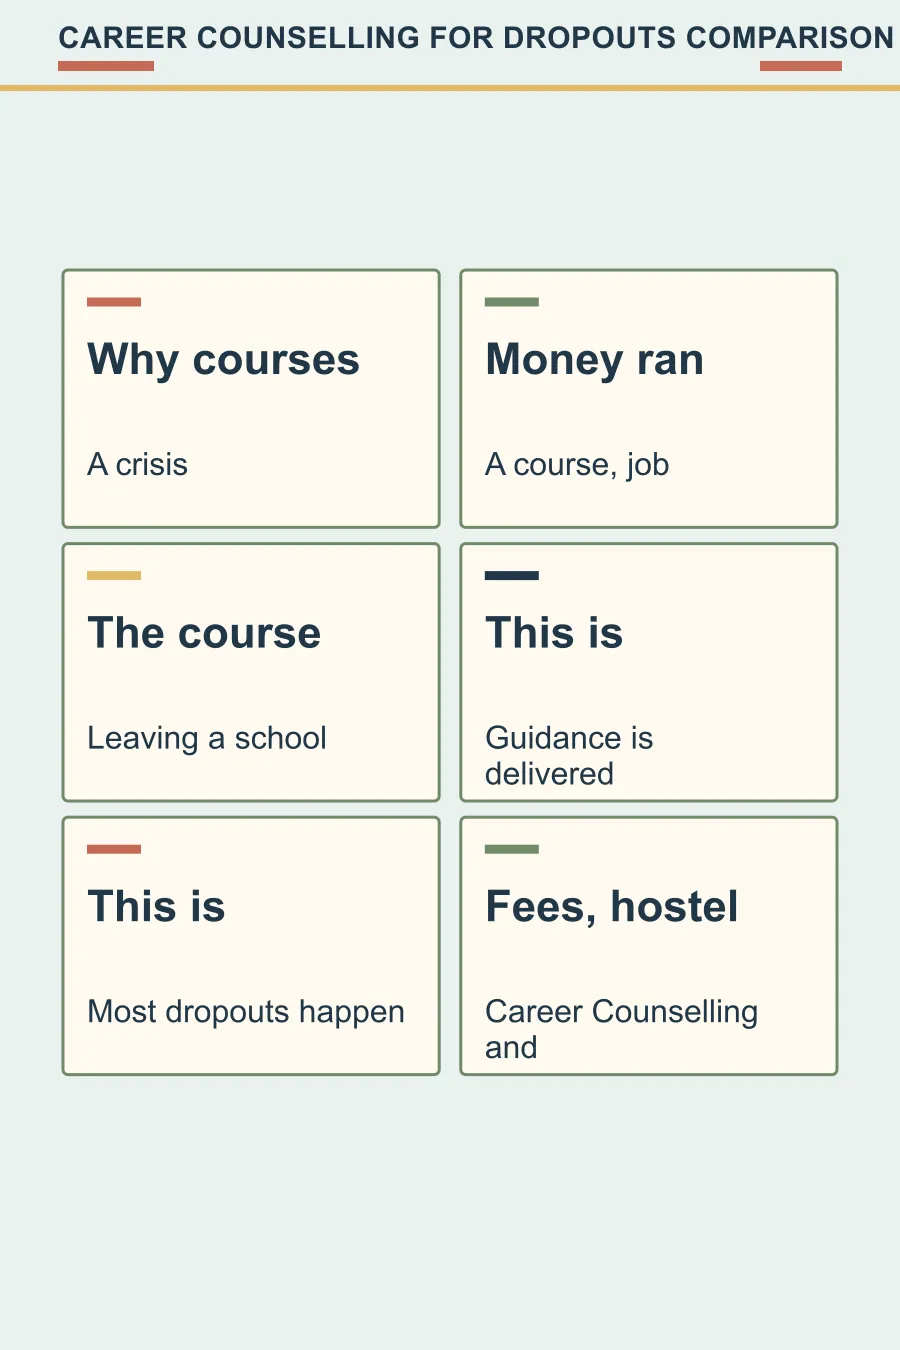 CAREER COUNSELLING FOR DROPOUTS COMPARISON
Why courses
A crisis
Money ran
A course, job
The course
Leaving a school
This is
Guidance is
delivered
This is
Most dropouts happen
Fees, hostel
Career Counselling
and